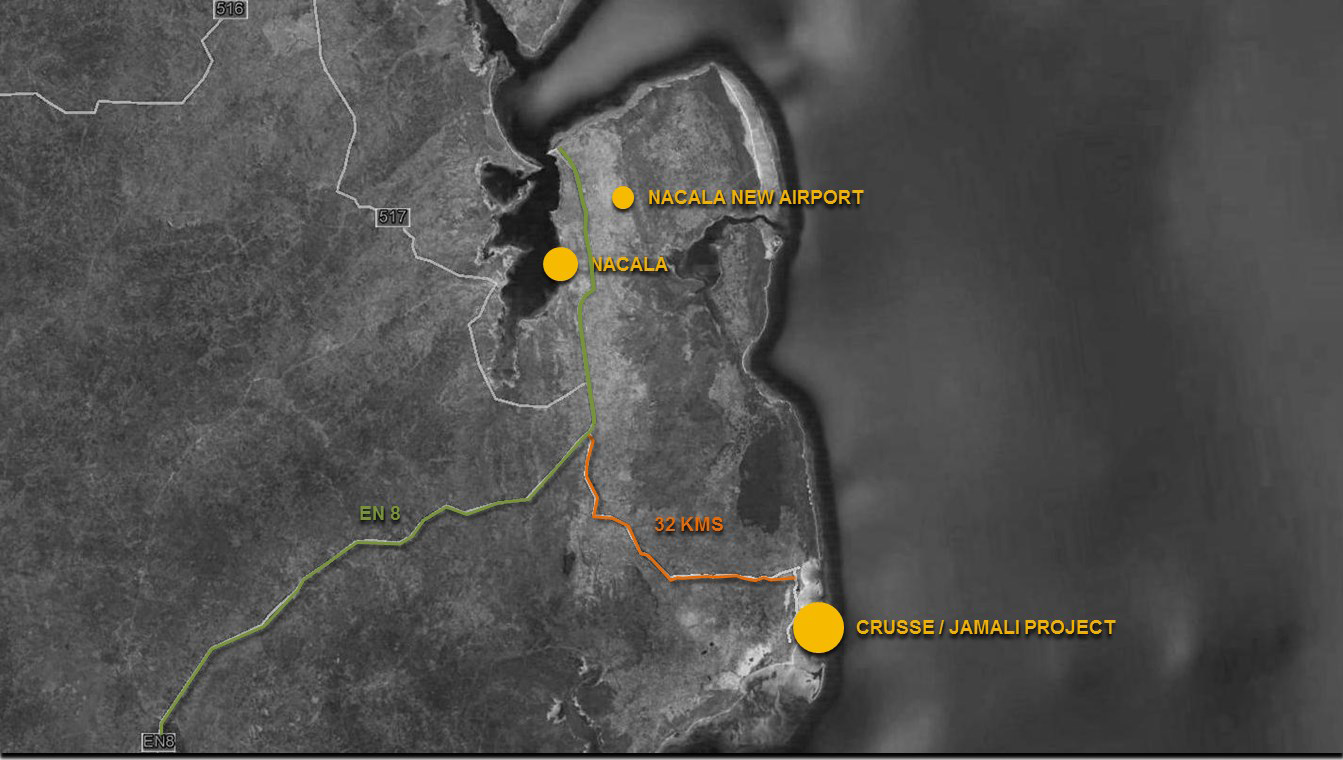 516
517
NACALA NEW AIRPORT
NACALA
EN 8
32 KMS
CRUSSE / JAMALI PROJECT
EN8